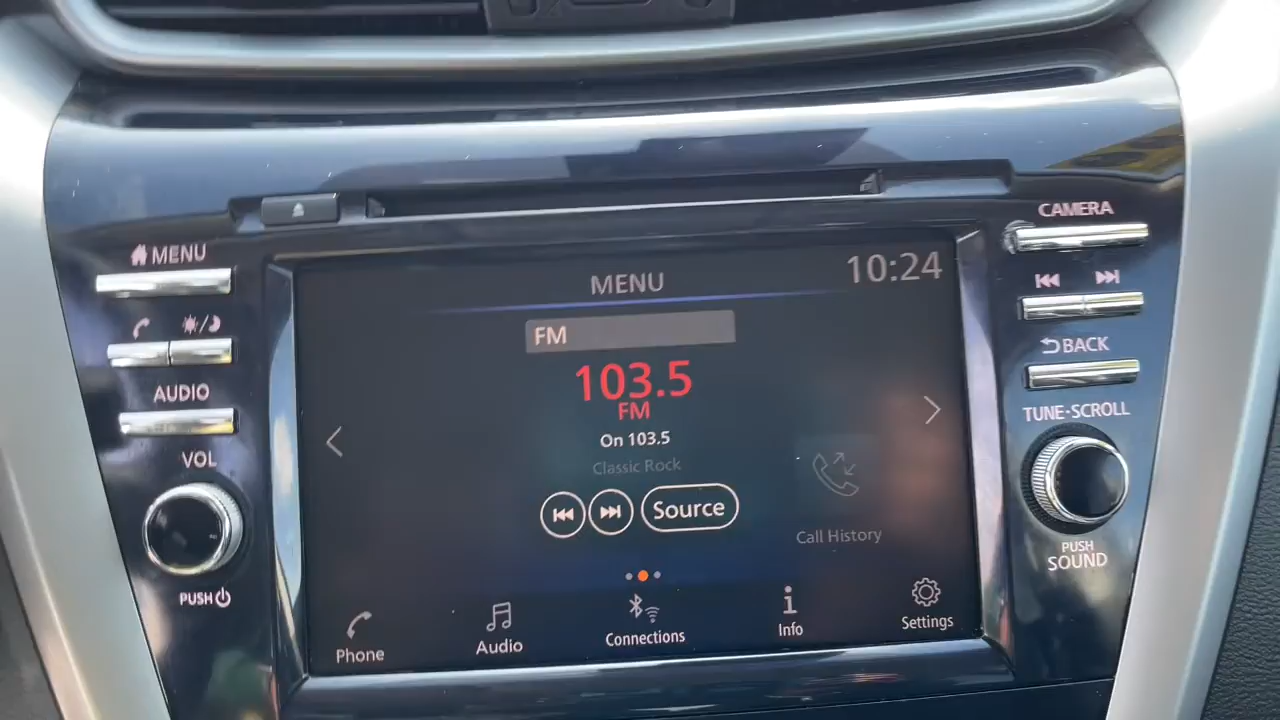 MENU
AUDIO
VOL
PUSH
MENU
10:24
FM
103.5
FM
On 103.5
Classic Rock
Source
Call History
Phone
Audio
Connections
Info
Settings
CAMERA
BACK
TUNE·SCROLL
PUSH
SOUND